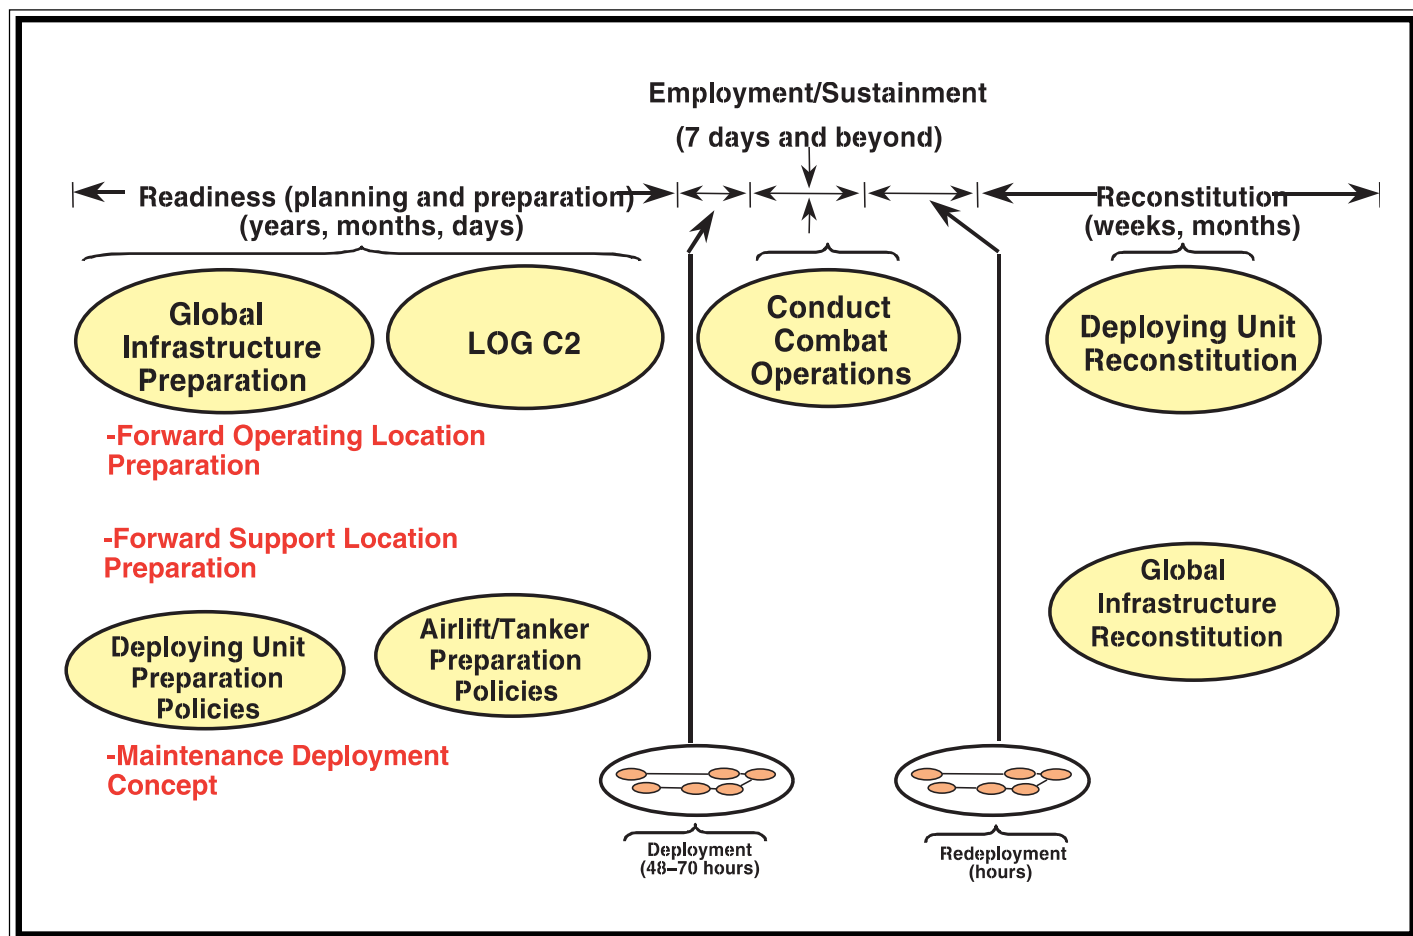 Employment/Sustainment
(7 days and beyond)
Readiness (planning and preparation)
(years, months, days)
Reconstitution
(weeks, months)
Global
Infrastructure
Preparation
LOG C2
Conduct
Combat
Operations
Deploying Unit
Reconstitution
-Forward Operating Location
Preparation
-Forward Support Location
Preparation
Deploying Unit
Preparation
Policies
Airlift/Tanker
Preparation
Policies
Global
Infrastructure
Reconstitution
-Maintenance Deployment
Concept
Deployment
(48–70 hours)
Redeployment
(hours)